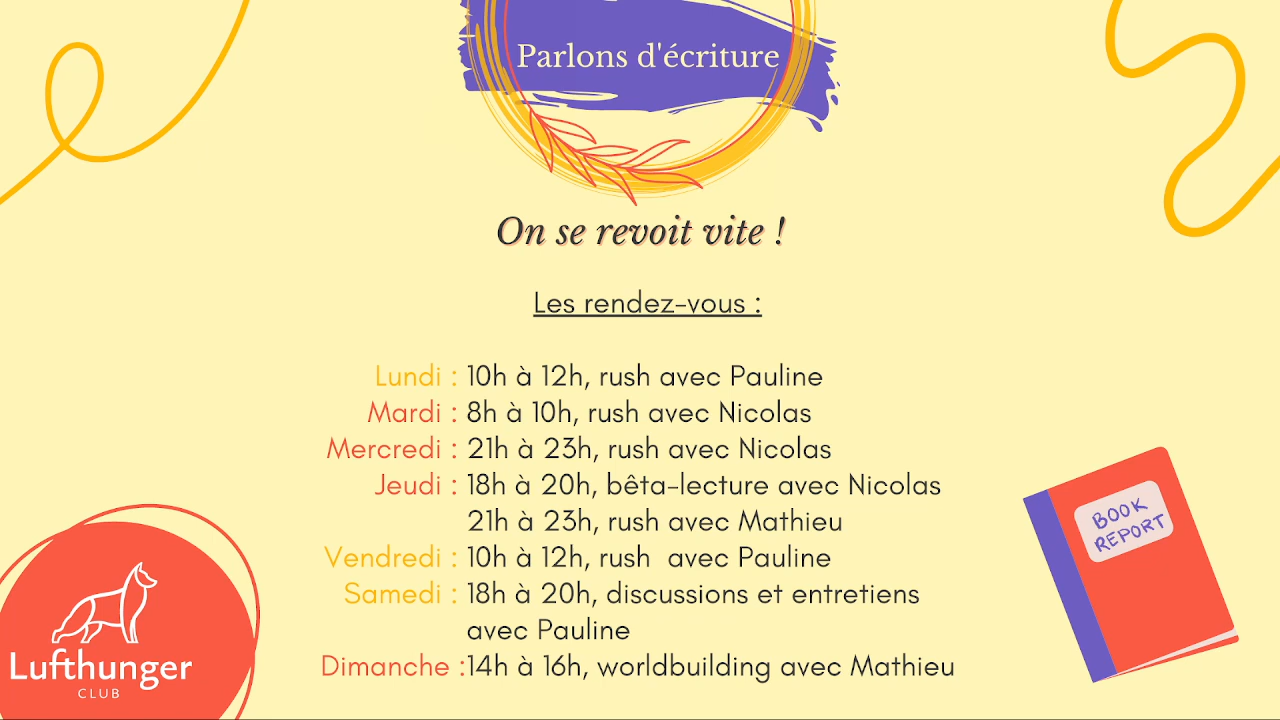 Parlons d'écriture
On se revoit vite !
Les rendez-vous :
Lundi : 10h à 12h, rush avec Pauline
Mardi : 8h à 10h, rush avec Nicolas
Mercredi : 21h à 23h, rush avec Nicolas
Jeudi : 18h à 20h, bêta-lecture avec Nicolas
21h à 23h, rush avec Mathieu
Vendredi : 10h à 12h, rush  avec Pauline
Samedi : 18h à 20h, discussions et entretiens
avec Pauline
Dimanche :14h à 16h, worldbuilding avec Mathieu
BOOK
REPORT
Lufthunger
CLUB